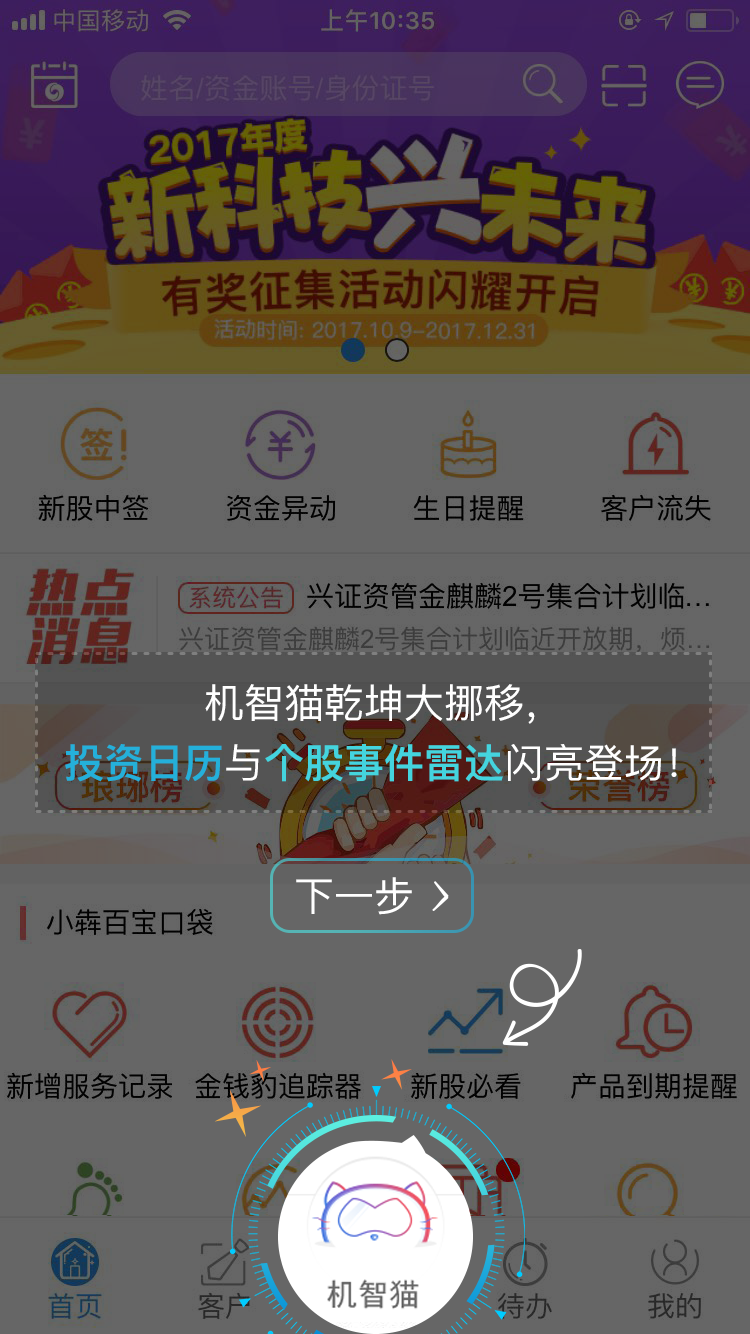 中国移动 上午10:35
姓名/资金账号/身份证号
2017年度
新科技兴未来
有奖征集活动闪耀开启
活动时间: 2017.10.9-2017.12.31
签!
新股中签 资金异动 生日提醒 客户流失
热点
消息
系统公告 兴证资管金麒麟2号集合计划临...
兴证资管金麒麟2号集合计划临近开放期，烦...
机智猫乾坤大挪移，
投资日历与个股事件雷达闪亮登场！
琅琊榜 荣誉榜
下一步
小犇百宝口袋
新增服务记录 金钱豹追踪器 新股必看 产品到期提醒
机智猫
首页 客户 待办 我的